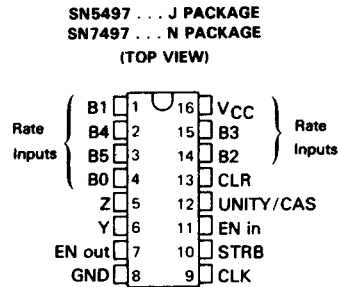 SN5497 . . . J PACKAGE
SN7497 . . . N PACKAGE
(TOP VIEW)
B1 1 16 VCC
B4 2 15 B3
B5 3 14 B2
B0 4 13 CLR
Z 5 12 UNITY/CAS
Y 6 11 EN in
EN out 7 10 STRB
GND 8 9 CLK
Rate
Inputs
Rate
Inputs